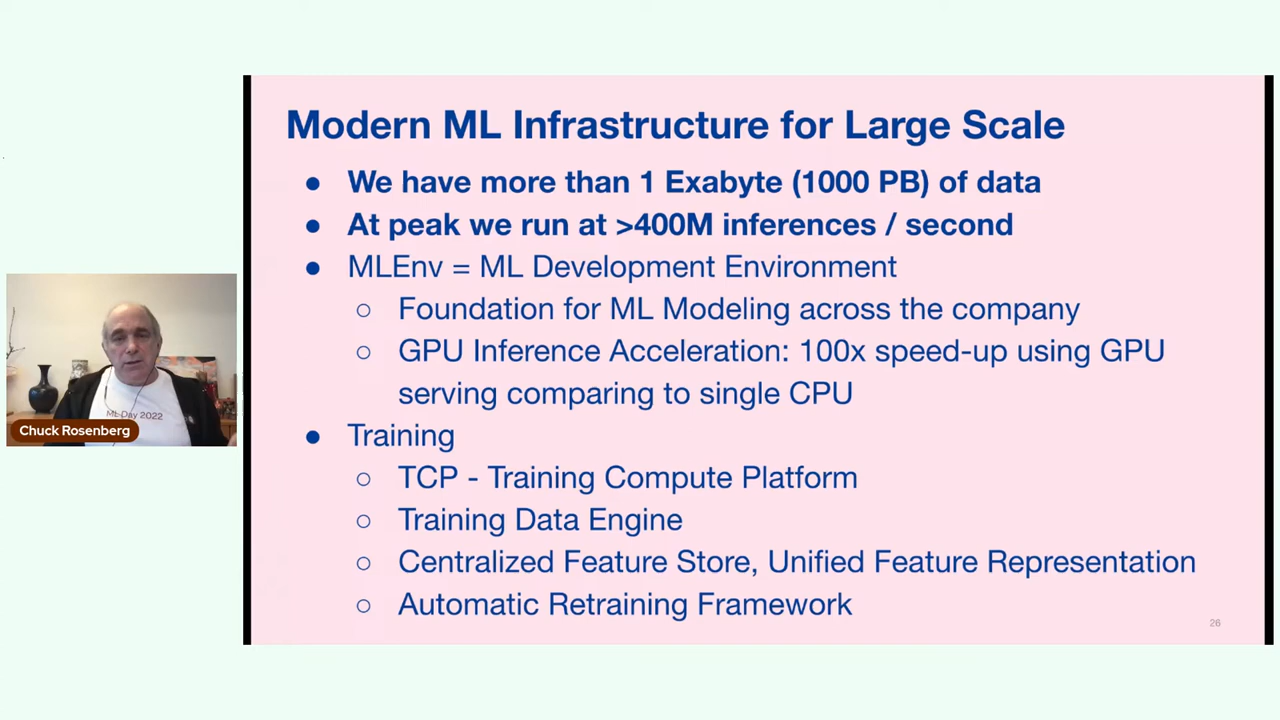 Modern ML Infrastructure for Large Scale
● We have more than 1 Exabyte (1000 PB) of data
● At peak we run at >400M inferences / second
● MLEnv = ML Development Environment
○ Foundation for ML Modeling across the company
○ GPU Inference Acceleration: 100x speed-up using GPU
serving comparing to single CPU
● Training
○ TCP - Training Compute Platform
○ Training Data Engine
○ Centralized Feature Store, Unified Feature Representation
○ Automatic Retraining Framework
26
ML Day 2022
Chuck Rosenberg